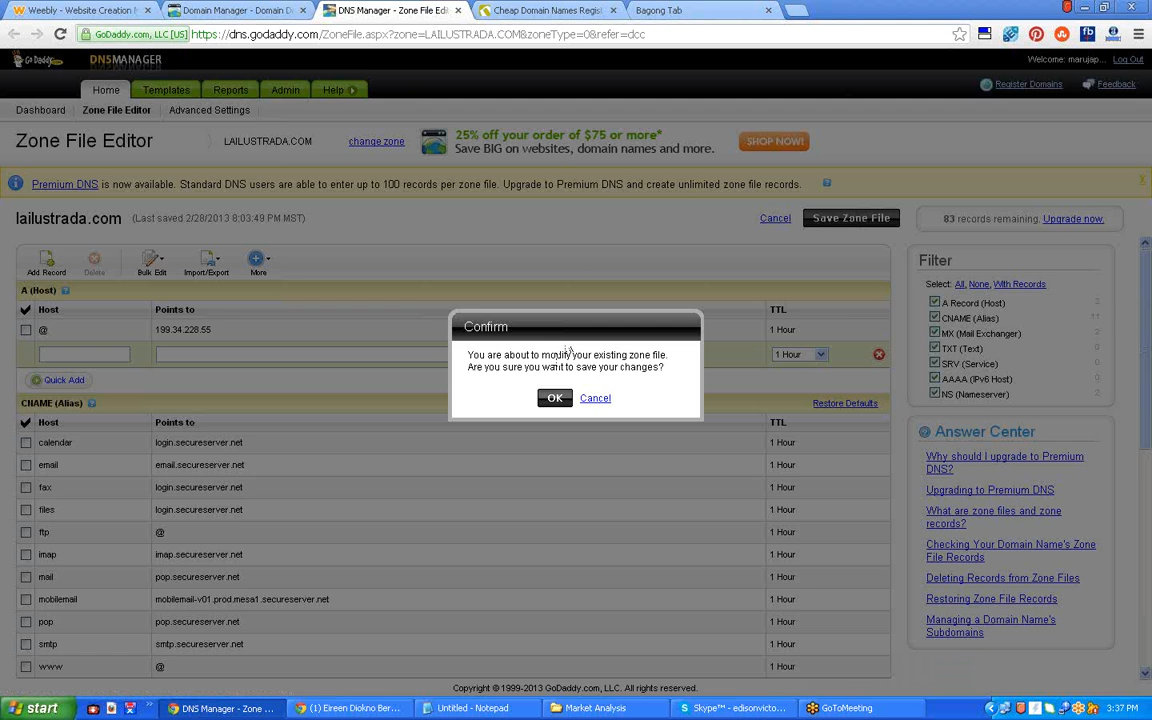 Weebly - Website Creation M
Domain Manager - Domain D
DNS Manager - Zone File Edi
Cheap Domain Names Regist
Bagong Tab
GoDaddy.com, LLC [US]
https://dns.godaddy.com/ZoneFile.aspx?zone=LAILUSTRADA.COM&zoneType=0&refer=dcc
Go Daddy
DNSMANAGER
Welcome: marujap...
Log Out
Home
Templates
Reports
Admin
Help
Register Domains
Feedback
Dashboard
Zone File Editor
Advanced Settings
Zone File Editor
LAILUSTRADA.COM
change zone
25% off your order of $75 or more*
Save BIG on websites, domain names and more.
SHOP NOW!
Premium DNS is now available. Standard DNS users are able to enter up to 100 records per zone file. Upgrade to Premium DNS and create unlimited zone file records.
lailustrada.com (Last saved 2/28/2013 8:03:49 PM MST)
Cancel
Save Zone File
83 records remaining. Upgrade now.
Add Record
Delete
Bulk Edit
Import/Export
More
A (Host)
Host Points to TTL
@ 199.34.228.55 1 Hour
1 Hour
Quick Add
CNAME (Alias)
Restore Defaults
Host Points to TTL
calendar login.secureserver.net 1 Hour
email email.secureserver.net 1 Hour
fax login.secureserver.net 1 Hour
files login.secureserver.net 1 Hour
ftp @ 1 Hour
imap imap.secureserver.net 1 Hour
mail pop.secureserver.net 1 Hour
mobilemail mobilemail-v01.prod.mesa1.secureserver.net 1 Hour
pop pop.secureserver.net 1 Hour
smtp smtp.secureserver.net 1 Hour
www @ 1 Hour
Confirm
You are about to modify your existing zone file.
Are you sure you want to save your changes?
OK
Cancel
Filter
Select: All, None, With Records
A Record (Host) 2
CNAME (Alias) 11
MX (Mail Exchanger) 2
TXT (Text) 0
SRV (Service) 0
AAAA (IPv6 Host) 0
NS (Nameserver) 2
Answer Center
Why should I upgrade to Premium
DNS?
Upgrading to Premium DNS
What are zone files and zone
records?
Checking Your Domain Name's Zone
File Records
Deleting Records from Zone Files
Restoring Zone File Records
Managing a Domain Name's
Subdomains
Copyright © 1999-2013 GoDaddy.com, LLC. All rights reserved.
start
DNS Manager - Zone ...
(1) Eireen Diokno Ber...
Untitled - Notepad
Market Analysis
Skype™ - edisonvicto...
GoToMeeting
3:37 PM